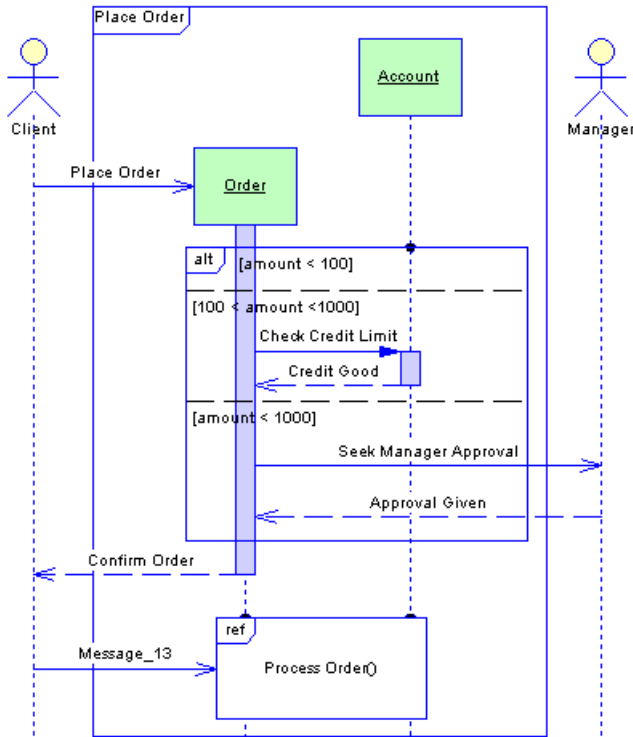 Place Order
Account
Client
Manager
Place Order
Order
alt
[amount < 100]
[100 < amount <1000]
Check Credit Limit
Credit Good
[amount < 1000]
Seek Manager Approval
Approval Given
Confirm Order
ref
Message_13
Process Order()